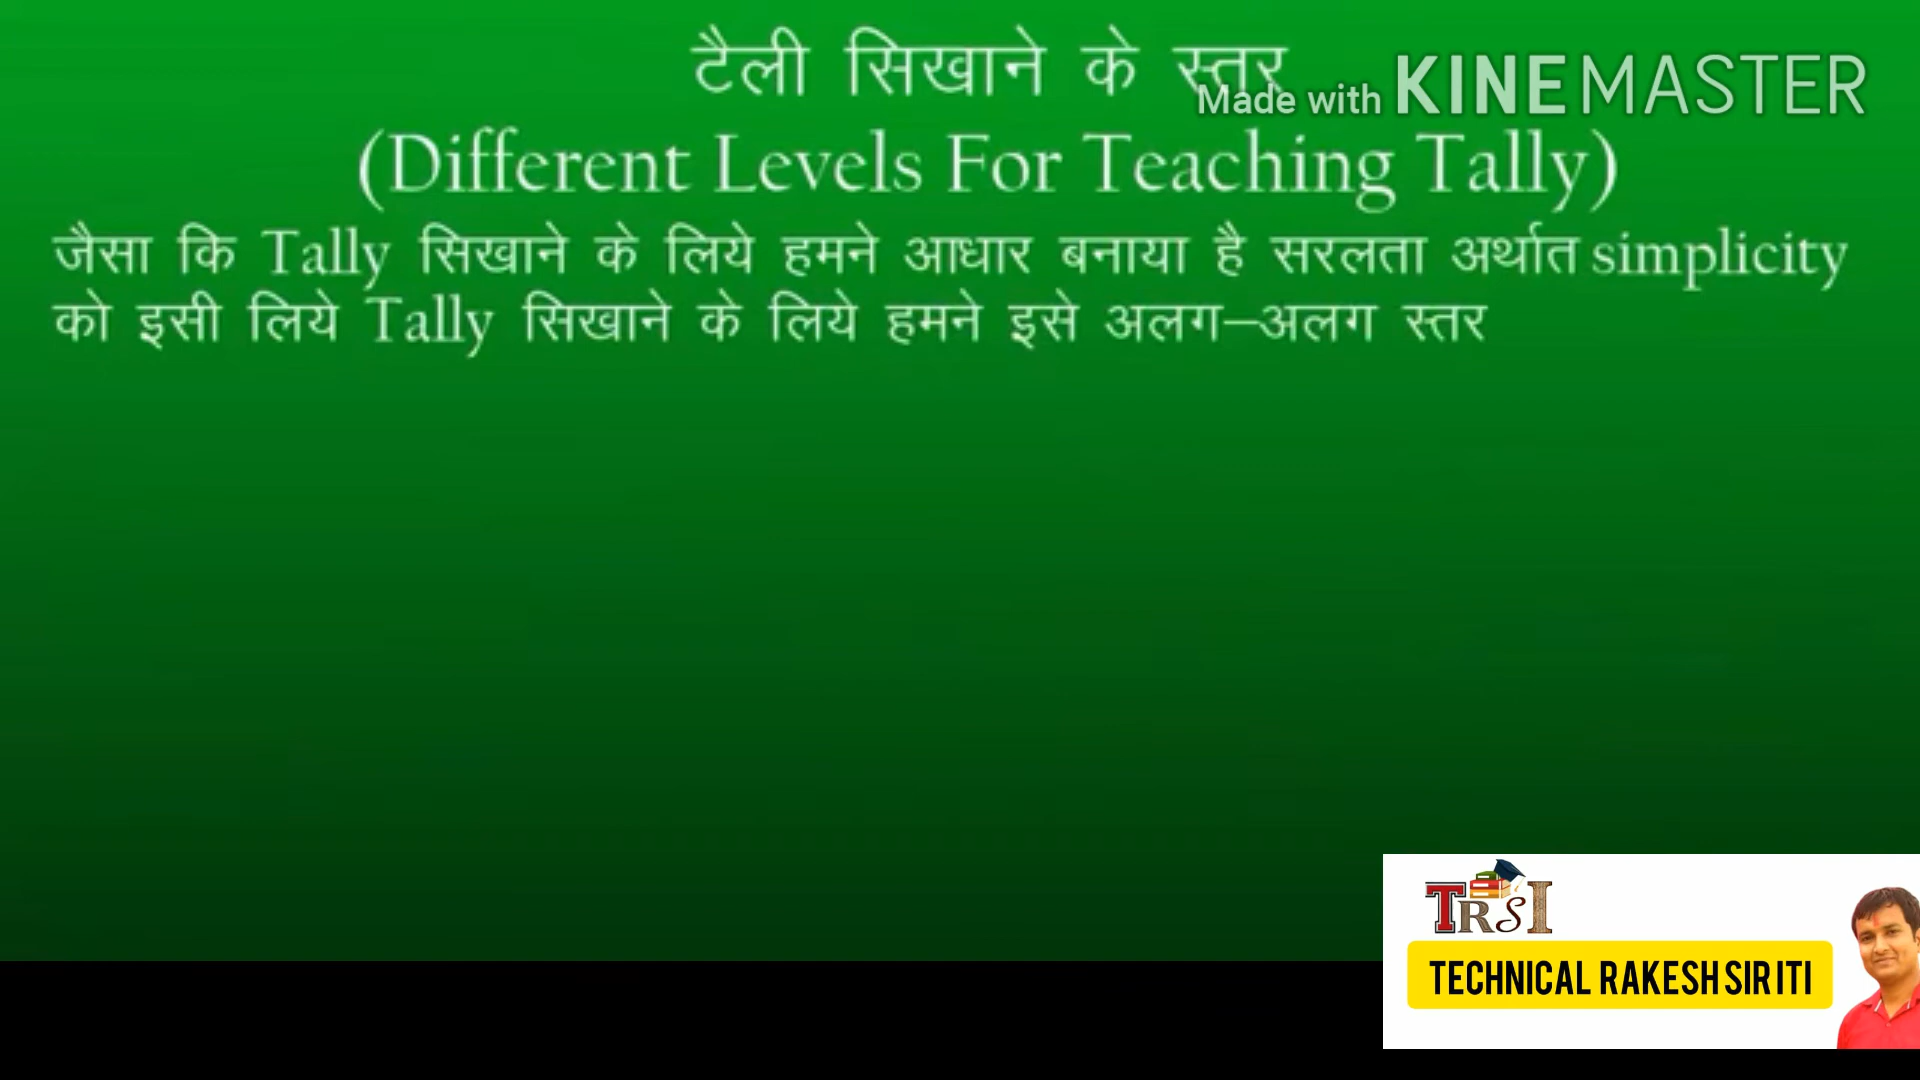 टैली सिखाने के स्तर
Made with KINEMASTER
(Different Levels For Teaching Tally)
जैसा कि Tally सिखाने के लिये हमने आधार बनाया है सरलता अर्थात simplicity
को इसी लिये Tally सिखाने के लिये हमने इसे अलग–अलग स्तर
TRSI
TECHNICAL RAKESH SIR ITI